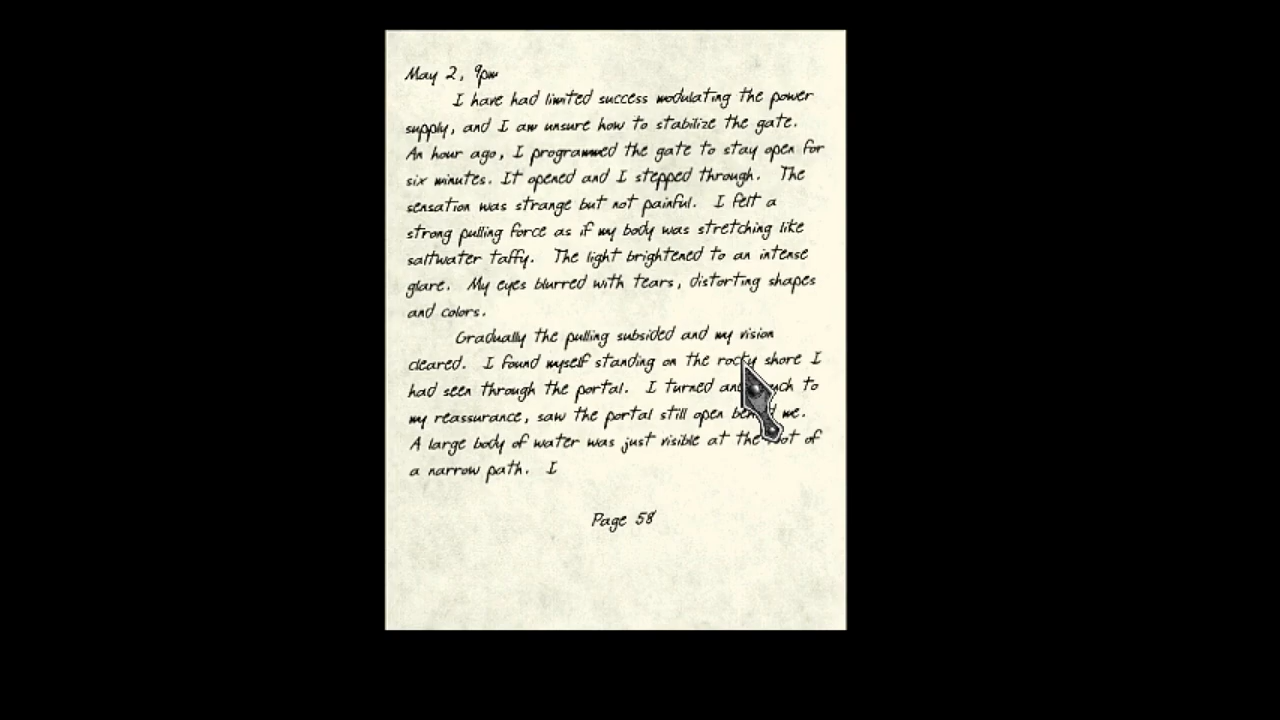 May 2, 9pm
I have had limited success modulating the power
supply, and I am unsure how to stabilize the gate.
An hour ago, I programmed the gate to stay open for
six minutes. It opened and I stepped through. The
sensation was strange but not painful. I felt a
strong pulling force as if my body was stretching like
saltwater taffy. The light brightened to an intense
glare. My eyes blurred with tears, distorting shapes
and colors.
Gradually the pulling subsided and my vision
cleared. I found myself standing on the rocky shore I
had seen through the portal. I turned and to
my reassurance, saw the portal still open me.
A large body of water was just visible at the of
a narrow path. I
Page 58